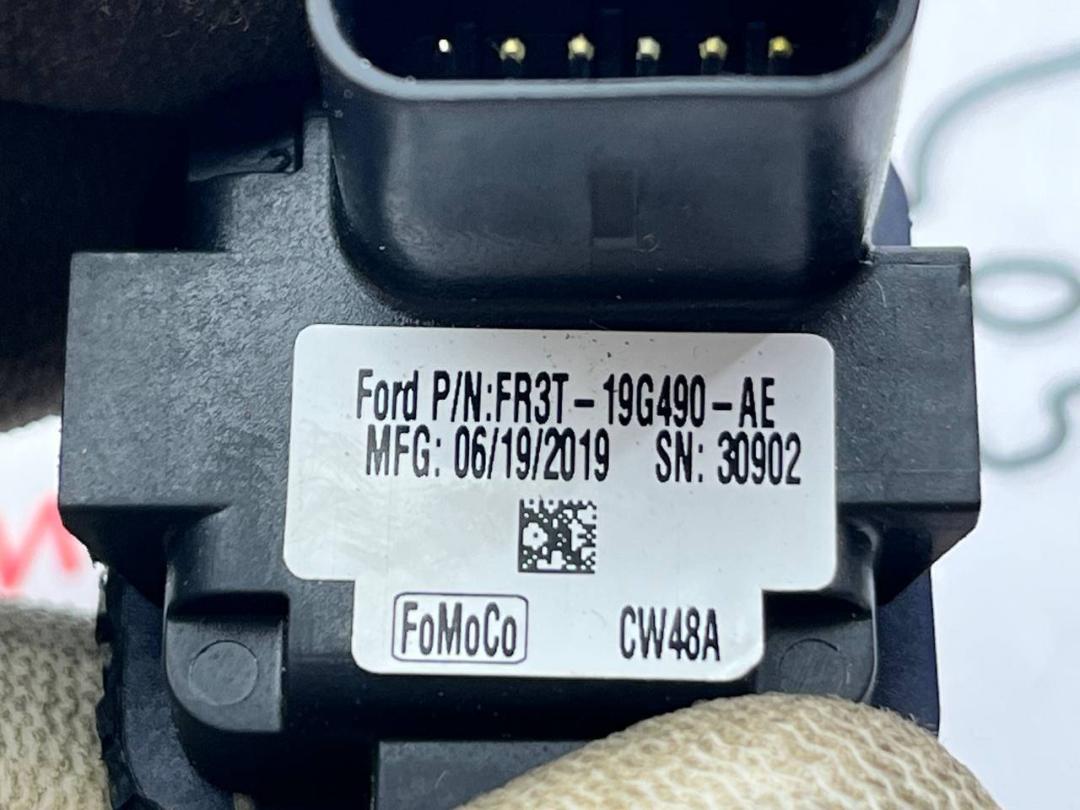 Ford P/N:FR3T-19G490-AE
MFG: 06/19/2019 SN: 30902
FoMoCo CW48A